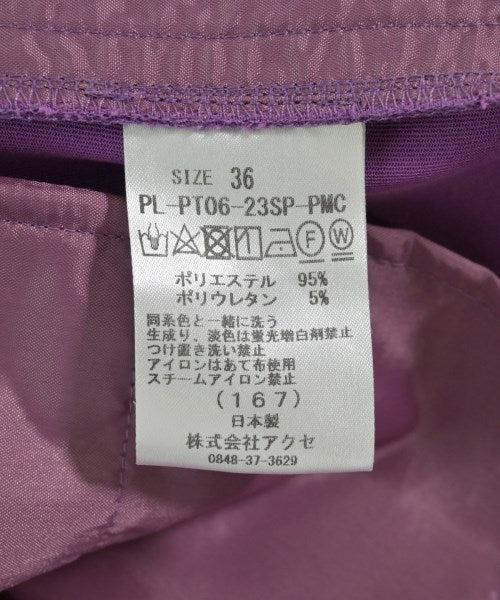 SIZE 36
PL-PT06-23SP-PMC
F W
ポリエステル 95%
ポリウレタン 5%
同系色と一緒に洗う
生成り、淡色は蛍光増白剤禁止
つけ置き洗い禁止
アイロンはあて布使用
スチームアイロン禁止
(167)
日本製
株式会社アクセ
0848-37-3629